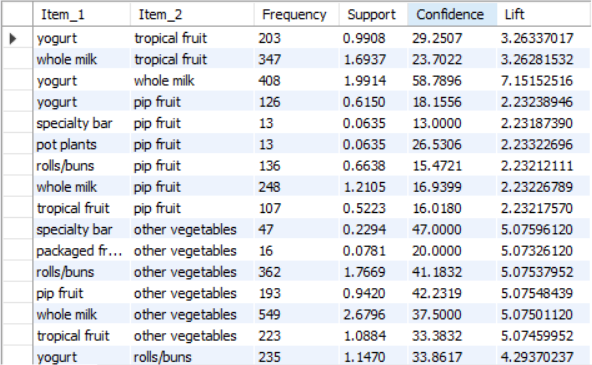 Item_1 Item_2 Frequency Support Confidence Lift
yogurt tropical fruit 203 0.9908 29.2507 3.26337017
whole milk tropical fruit 347 1.6937 23.7022 3.26281532
yogurt whole milk 408 1.9914 58.7896 7.15152516
yogurt pip fruit 126 0.6150 18.1556 2.23238946
specialty bar pip fruit 13 0.0635 13.0000 2.23187390
pot plants pip fruit 13 0.0635 26.5306 2.23322696
rolls/buns pip fruit 136 0.6638 15.4721 2.23212111
whole milk pip fruit 248 1.2105 16.9399 2.23226789
tropical fruit pip fruit 107 0.5223 16.0180 2.23217570
specialty bar other vegetables 47 0.2294 47.0000 5.07596120
packaged fr... other vegetables 16 0.0781 20.0000 5.07326120
rolls/buns other vegetables 362 1.7669 41.1832 5.07537952
pip fruit other vegetables 193 0.9420 42.2319 5.07548439
whole milk other vegetables 549 2.6796 37.5000 5.07501120
tropical fruit other vegetables 223 1.0884 33.3832 5.07459952
yogurt rolls/buns 235 1.1470 33.8617 4.29370237